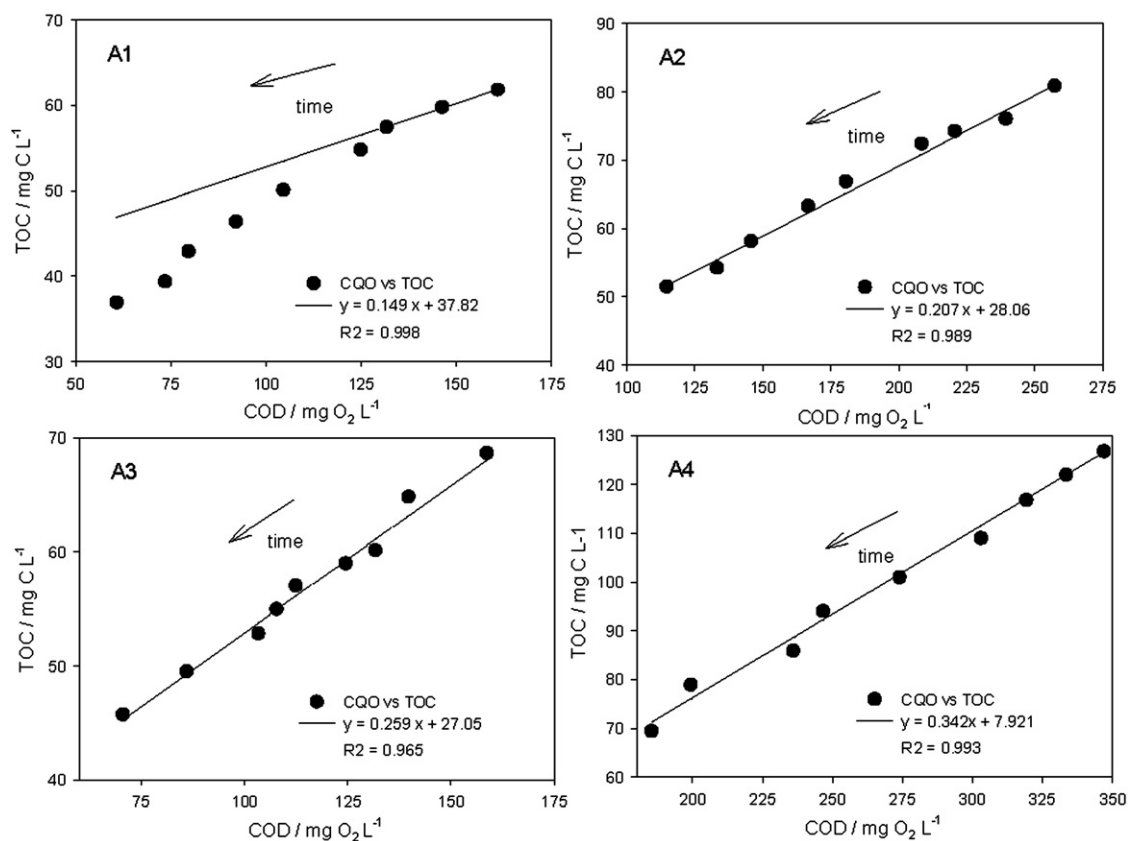 A1
70
60
50
40
30
TOC / mg C L-1
time
CQO vs TOC
y = 0.149 x + 37.82
R2 = 0.998
50 75 100 125 150 175
COD / mg O2 L-1
A2
90
80
70
60
50
40
TOC / mg C L-1
time
CQO vs TOC
y = 0.207 x + 28.06
R2 = 0.989
100 125 150 175 200 225 250 275
COD / mg O2 L-1
A3
70
60
50
40
TOC / mg C L-1
time
CQO vs TOC
y = 0.259 x + 27.05
R2 = 0.965
75 100 125 150 175
COD / mg O2 L-1
A4
130
120
110
100
90
80
70
60
TOC / mg C L-1
time
CQO vs TOC
y = 0.342x + 7.921
R2 = 0.993
200 225 250 275 300 325 350
COD / mg O2 L-1